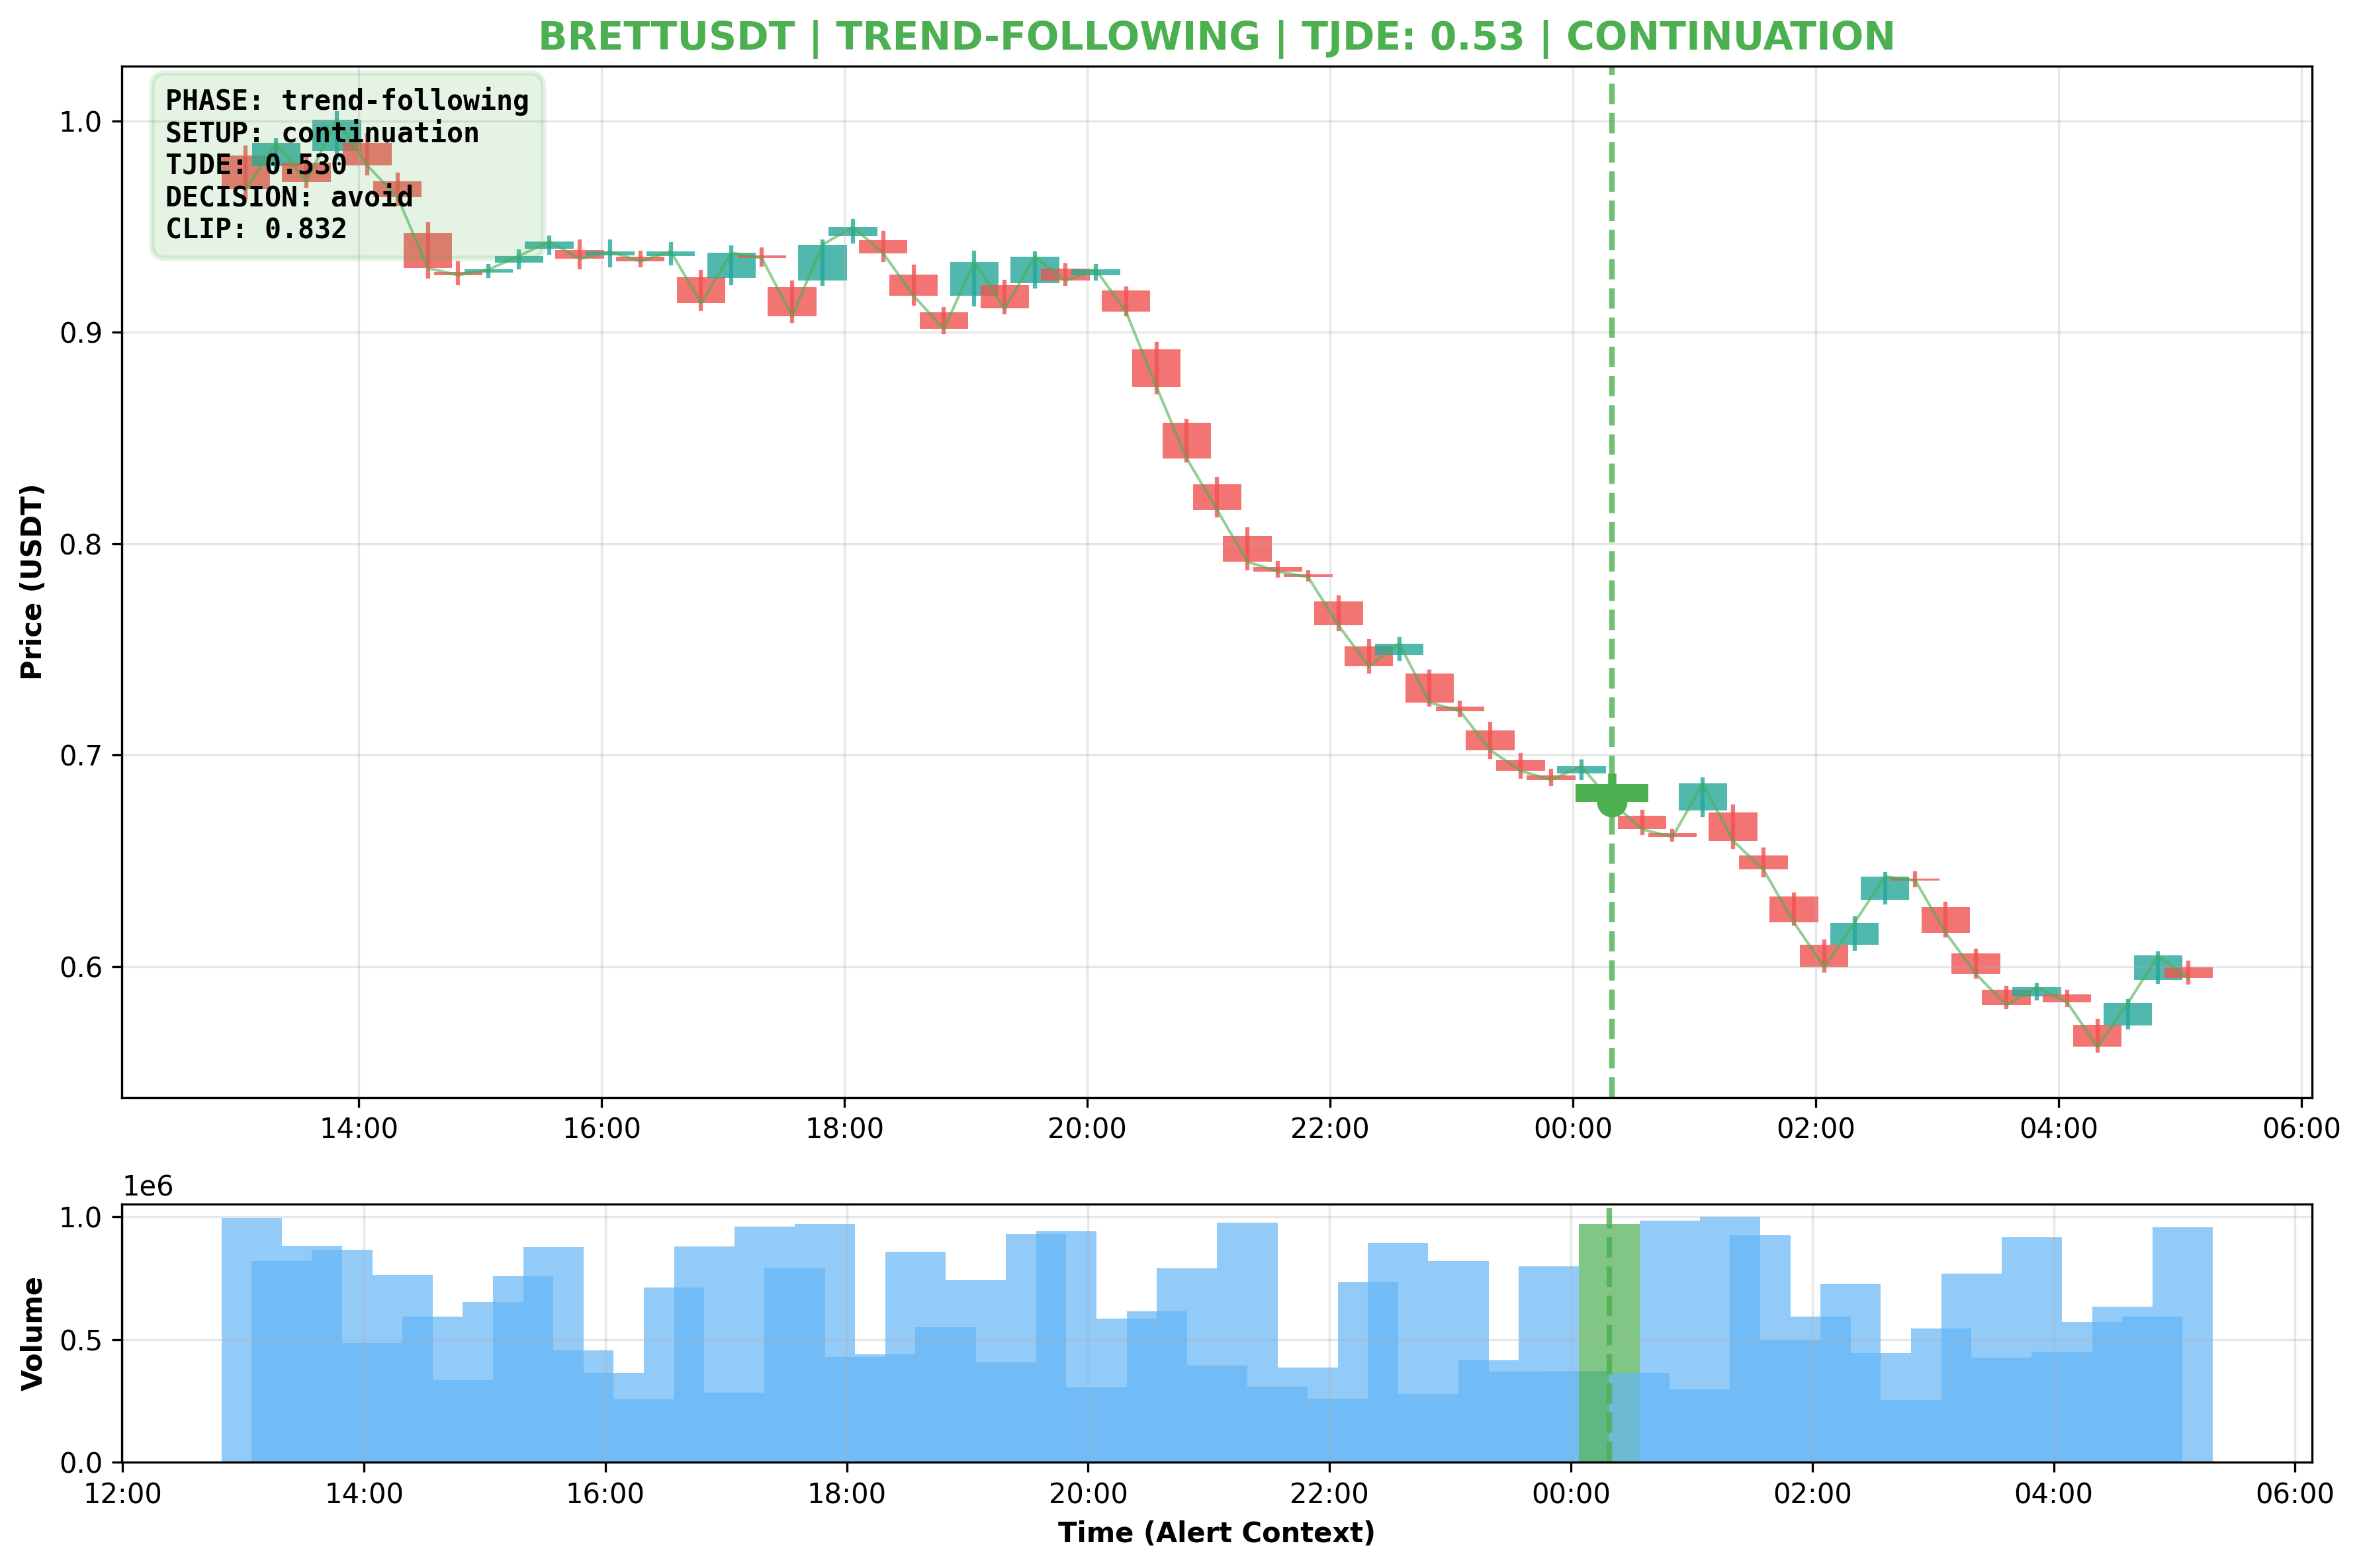 BRETTUSDT | TREND-FOLLOWING | TJDE: 0.53 | CONTINUATION
PHASE: trend-following
SETUP: continuation
TJDE: 0.530
DECISION: avoid
CLIP: 0.832
Price (USDT)
1.0
0.9
0.8
0.7
0.6
14:00 16:00 18:00 20:00 22:00 00:00 02:00 04:00 06:00
1e6
Volume
1.0
0.5
0.0
12:00 14:00 16:00 18:00 20:00 22:00 00:00 02:00 04:00 06:00
Time (Alert Context)